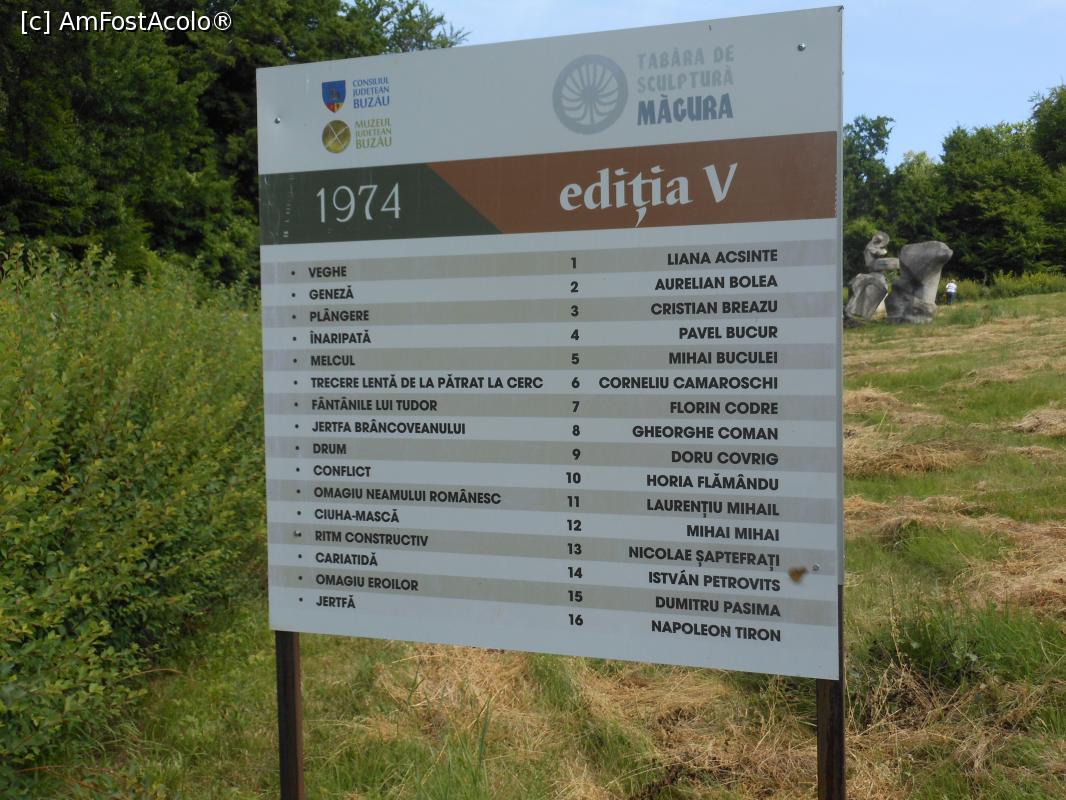 [c] AmFostAcolo®
CONSILIUL
JUDEȚEAN
BUZĂU
MUZEUL
JUDEȚEAN
BUZĂU
TABĂRA DE
SCULPTURĂ
MĂGURA
1974 ediția V
• VEGHE 1 LIANA ACSINTE
• GENEZĂ 2 AURELIAN BOLEA
• PLÂNGERE 3 CRISTIAN BREAZU
• ÎNARIPATĂ 4 PAVEL BUCUR
• MELCUL 5 MIHAI BUCULEI
• TRECERE LENTĂ DE LA PĂTRAT LA CERC 6 CORNELIU CAMAROSCHI
• FÂNTÂNILE LUI TUDOR 7 FLORIN CODRE
• JERTFA BRÂNCOVEANULUI 8 GHEORGHE COMAN
• DRUM 9 DORU COVRIG
• CONFLICT 10 HORIA FLĂMÂNDU
• OMAGIU NEAMULUI ROMÂNESC 11 LAURENȚIU MIHAIL
• CIUHA-MASCĂ 12 MIHAI MIHAI
• RITM CONSTRUCTIV 13 NICOLAE ȘAPTEFRAȚI
• CARIATIDĂ 14 ISTVÁN PETROVITS
• OMAGIU EROILOR 15 DUMITRU PASIMA
• JERTFĂ 16 NAPOLEON TIRON